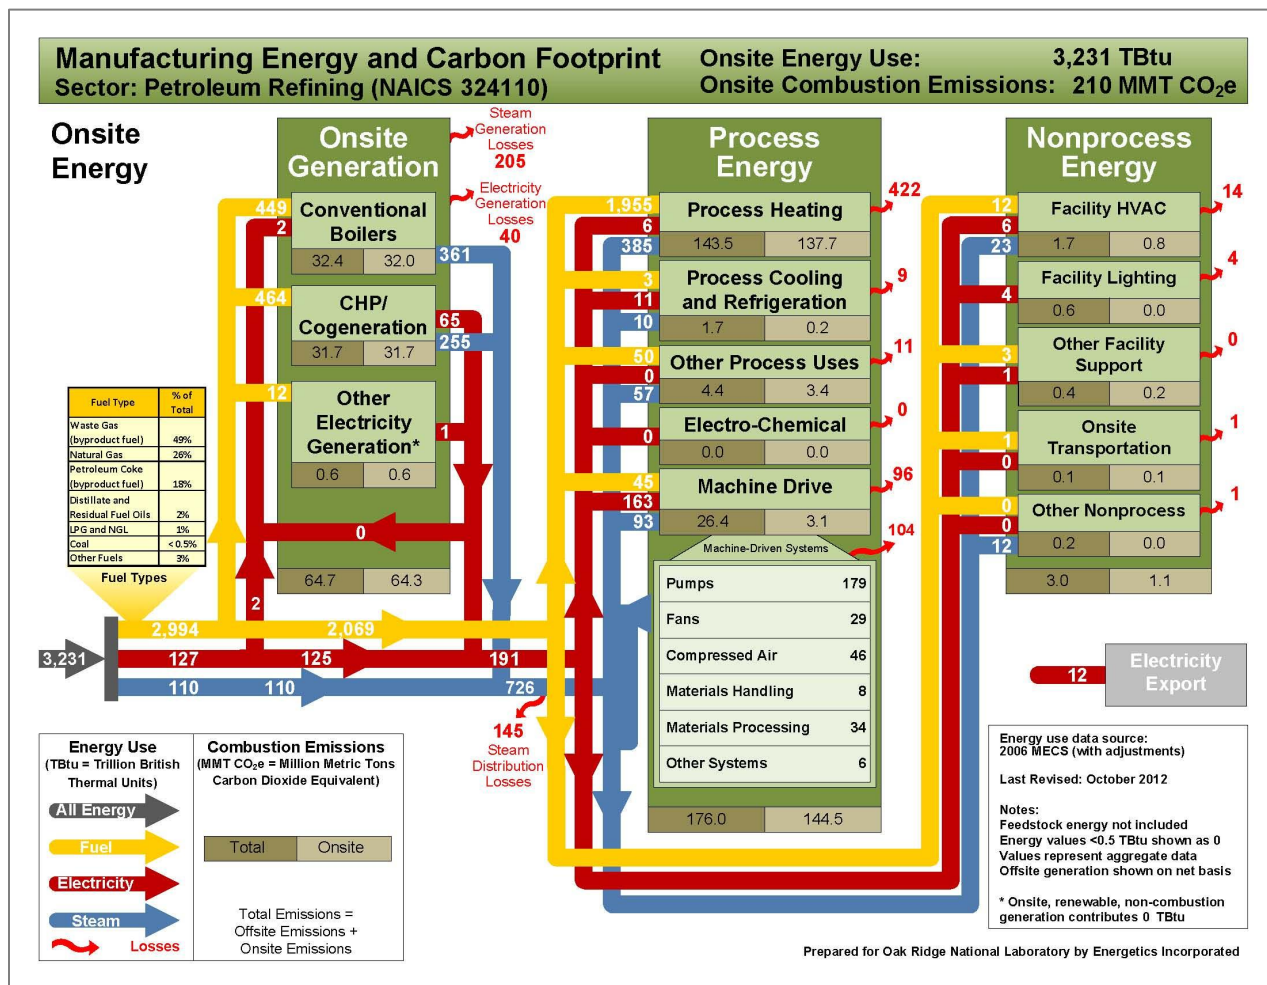 Manufacturing Energy and Carbon Footprint
Sector: Petroleum Refining (NAICS 324110)
Onsite Energy Use: 3,231 TBtu
Onsite Combustion Emissions: 210 MMT CO₂e
Onsite
Energy
Onsite
Generation
Steam
Generation
Losses
205
Electricity
Generation
Losses
40
449
2
Conventional
Boilers
32.4 32.0
361
464
CHP/
Cogeneration
31.7 31.7
65
255
12
Other
Electricity
Generation*
0.6 0.6
1
0
64.7 64.3
2
Fuel Type % of Total
Waste Gas
(byproduct fuel) 49%
Natural Gas 26%
Petroleum Coke
(byproduct fuel) 18%
Distillate and
Residual Fuel Oils 2%
LPG and NGL 1%
Coal < 0.5%
Other Fuels 3%
Fuel Types
3,231
2,994 2,069
127 125 191
110 110 726
145
Steam
Distribution
Losses
Process
Energy
1,955
6
385
Process Heating
143.5 137.7
422
3
11
10
Process Cooling
and Refrigeration
1.7 0.2
9
50
0
57
Other Process Uses
4.4 3.4
11
0
Electro-Chemical
0.0 0.0
0
45
163
93
Machine Drive
26.4 3.1
96
Machine-Driven Systems
104
Pumps 179
Fans 29
Compressed Air 46
Materials Handling 8
Materials Processing 34
Other Systems 6
176.0 144.5
Nonprocess
Energy
12
6
23
Facility HVAC
1.7 0.8
14
4
Facility Lighting
0.6 0.0
4
3
1
Other Facility
Support
0.4 0.2
0
1
0
Onsite
Transportation
0.1 0.1
1
0
0
12
Other Nonprocess
0.2 0.0
1
3.0 1.1
12
Electricity
Export
Energy Use
(TBtu = Trillion British
Thermal Units)
All Energy
Fuel
Electricity
Steam
Losses
Combustion Emissions
(MMT CO₂e = Million Metric Tons
Carbon Dioxide Equivalent)
Total Onsite
Total Emissions =
Offsite Emissions +
Onsite Emissions
Energy use data source:
2006 MECS (with adjustments)
Last Revised: October 2012
Notes:
Feedstock energy not included
Energy values <0.5 TBtu shown as 0
Values represent aggregate data
Offsite generation shown on net basis
* Onsite, renewable, non-combustion
generation contributes 0 TBtu
Prepared for Oak Ridge National Laboratory by Energetics Incorporated